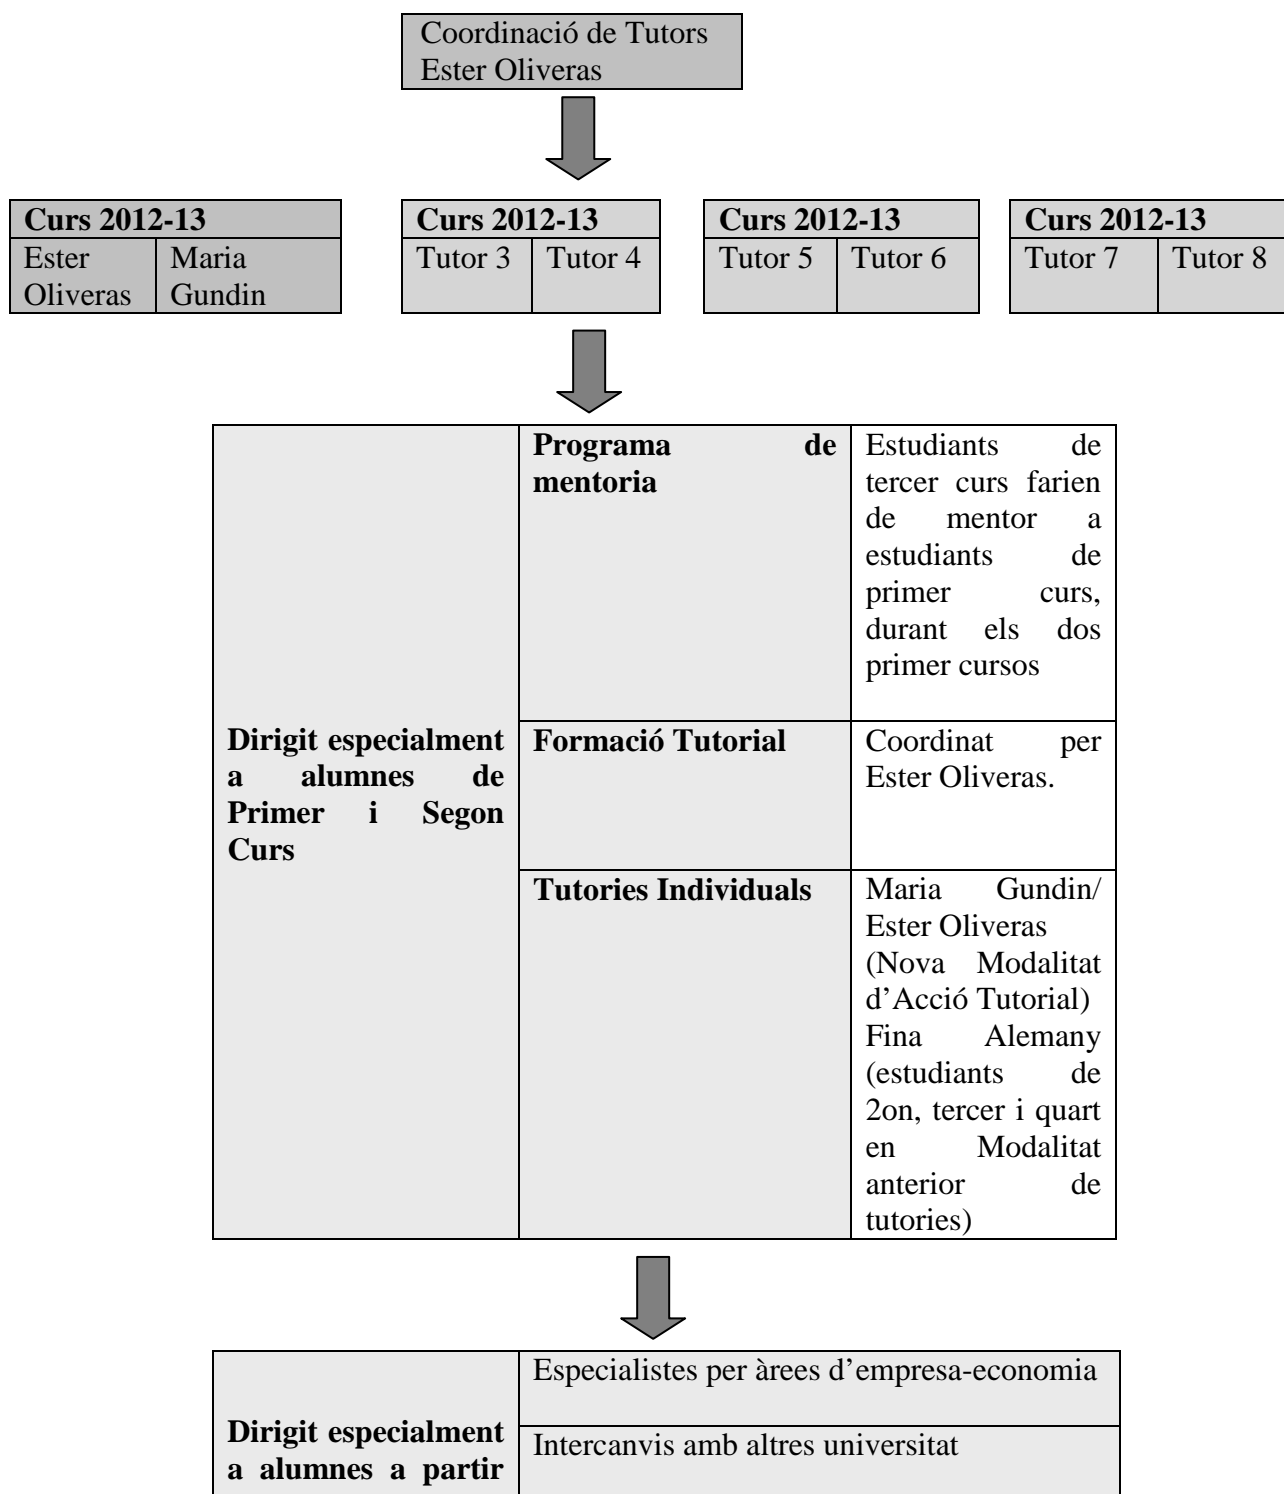 Coordinació de Tutors
Ester Oliveras
Curs 2012-13
Ester Oliveras
Maria Gundin
Curs 2012-13
Tutor 3
Tutor 4
Curs 2012-13
Tutor 5
Tutor 6
Curs 2012-13
Tutor 7
Tutor 8
Dirigit especialment
a alumnes de
Primer i Segon
Curs
Programa de
mentoria
Estudiants de
tercer curs farien
de mentor a
estudiants de
primer curs,
durant els dos
primer cursos
Formació Tutorial
Coordinat per
Ester Oliveras.
Tutories Individuals
Maria Gundin/
Ester Oliveras
(Nova Modalitat
d’Acció Tutorial)
Fina Alemany
(estudiants de
2on, tercer i quart
en Modalitat
anterior de
tutories)
Dirigit especialment
a alumnes a partir
Especialistes per àrees d’empresa-economia
Intercanvis amb altres universitat